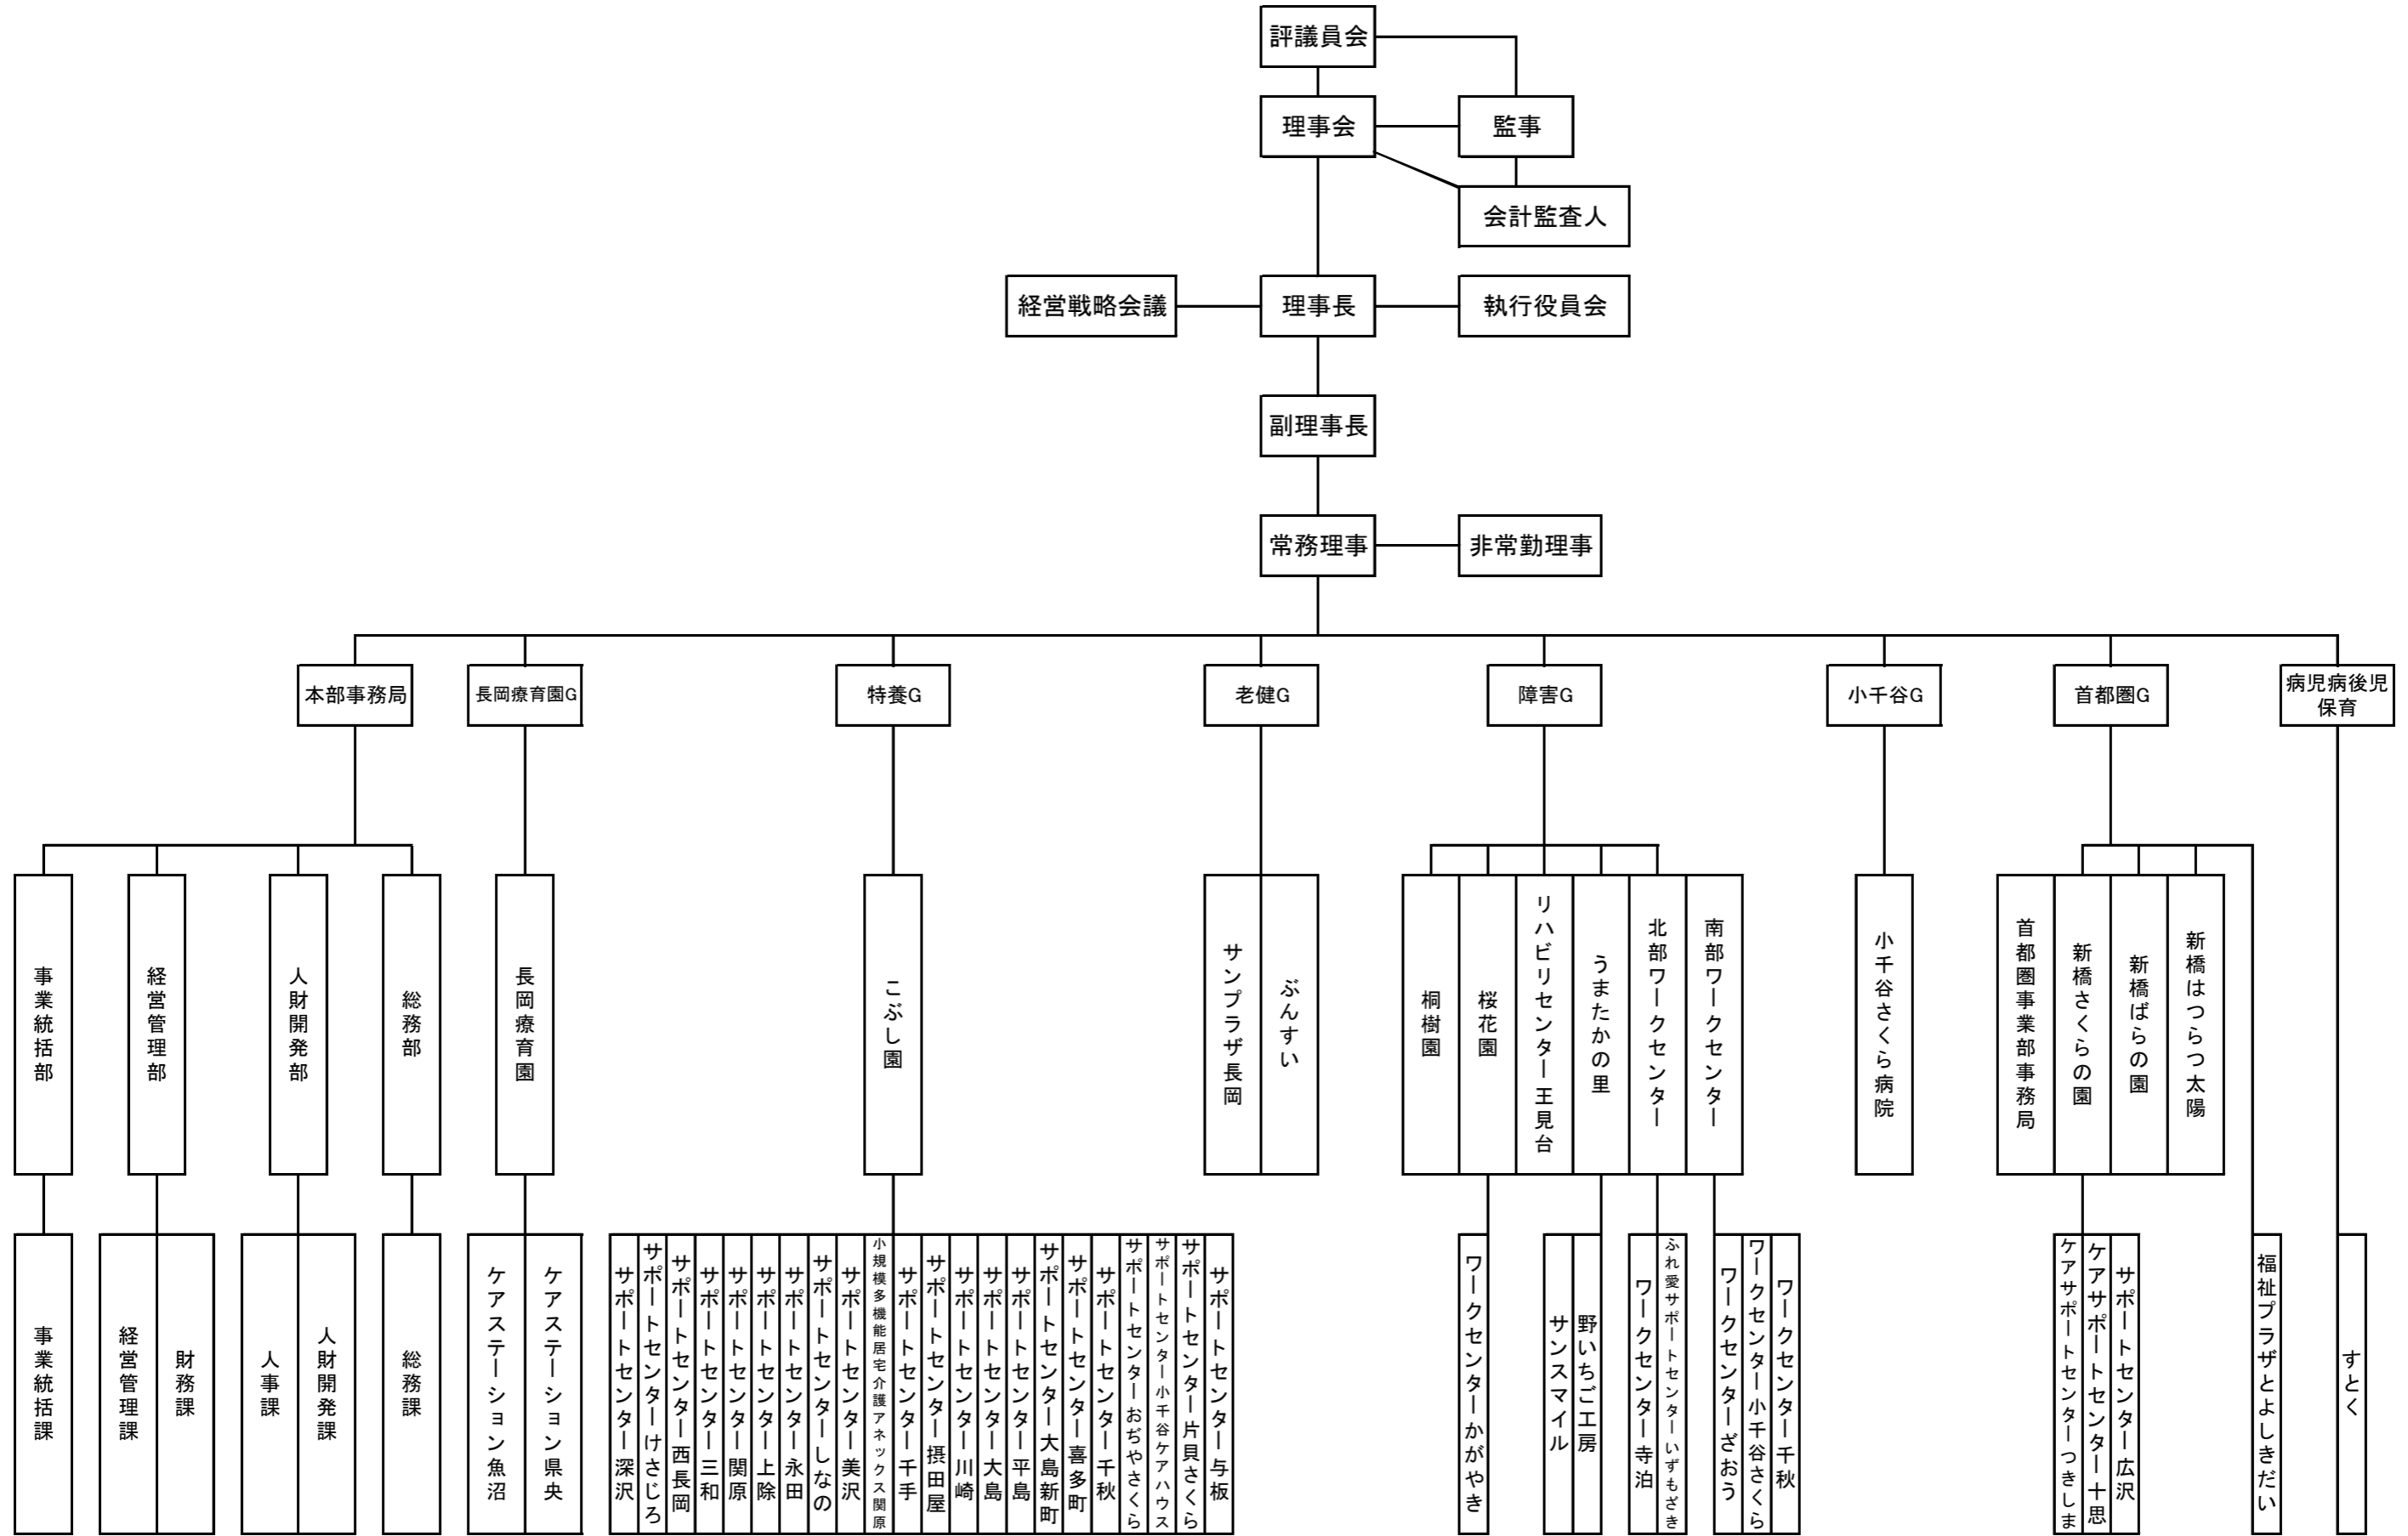 評議員会
理事会
監事
会計監査人
経営戦略会議
理事長
執行役員会
副理事長
常務理事
非常勤理事
本部事務局
長岡療育園G
特養G
老健G
障害G
小千谷G
首都圏G
病児病後児
保育
事業統括部
経営管理部
人財開発部
総務部
長岡療育園
こぶし園
サンプラザ長岡
ぶんすい
桐樹園
桜花園
リハビリセンター王見台
うまたかの里
北部ワークセンター
南部ワークセンター
小千谷さくら病院
首都圏事業部事務局
新橋さくらの園
新橋ばらの園
新橋はつらつ太陽
事業統括課
経営管理課
財務課
人事課
人財開発課
総務課
ケアステーション魚沼
ケアステーション県央
サポートセンター深沢
サポートセンターけさじろ
サポートセンター西長岡
サポートセンター三和
サポートセンター関原
サポートセンター上除
サポートセンター永田
サポートセンターしなの
サポートセンター美沢
小規模多機能居宅介護アネックス関原
サポートセンター千手
サポートセンター摂田屋
サポートセンター川崎
サポートセンター大島
サポートセンター平島
サポートセンター大島新町
サポートセンター喜多町
サポートセンター千秋
サポートセンターおぢやさくら
サポートセンター小千谷ケアハウス
サポートセンター片貝さくら
サポートセンター与板
ワークセンターかがやき
サンスマイル
野いちご工房
ワークセンター寺泊
ふれ愛サポートセンターいずもざき
ワークセンターざおう
ワークセンター小千谷さくら
ワークセンター千秋
ケアサポートセンターつきしま
ケアサポートセンター十思
サポートセンター広沢
福祉プラザとよしきだい
すとく